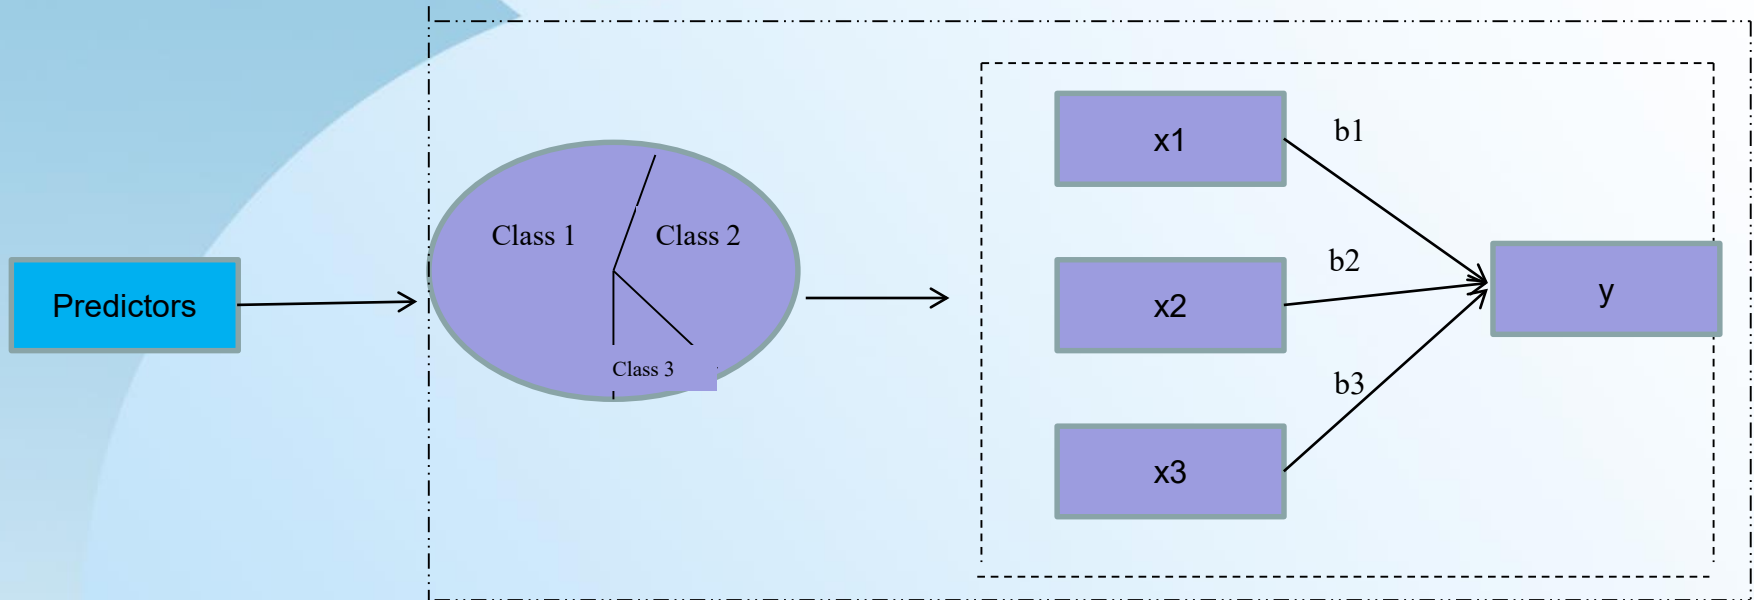 Predictors
Class 1
Class 2
Class 3
x1
x2
x3
b1
b2
b3
y